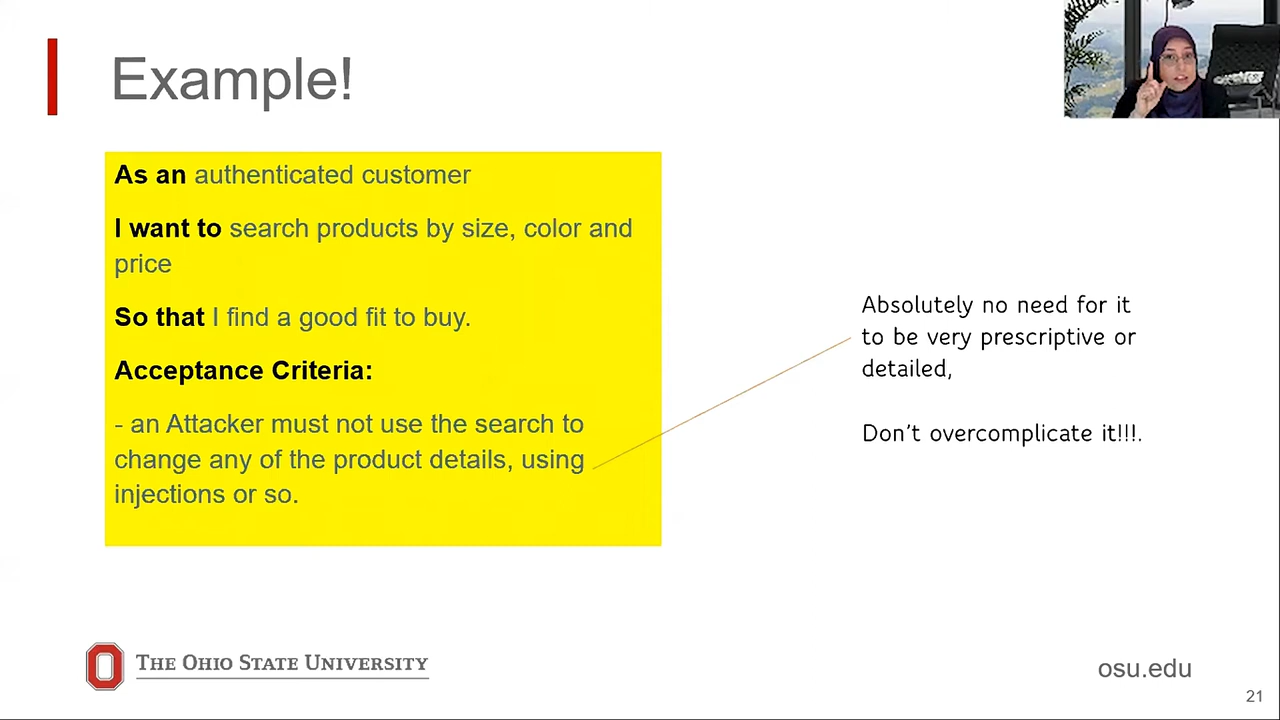 Example!
As an authenticated customer
I want to search products by size, color and
price
So that I find a good fit to buy.
Acceptance Criteria:
- an Attacker must not use the search to
change any of the product details, using
injections or so.
Absolutely no need for it
to be very prescriptive or
detailed,
Don't overcomplicate it!!!.
THE OHIO STATE UNIVERSITY
osu.edu
21